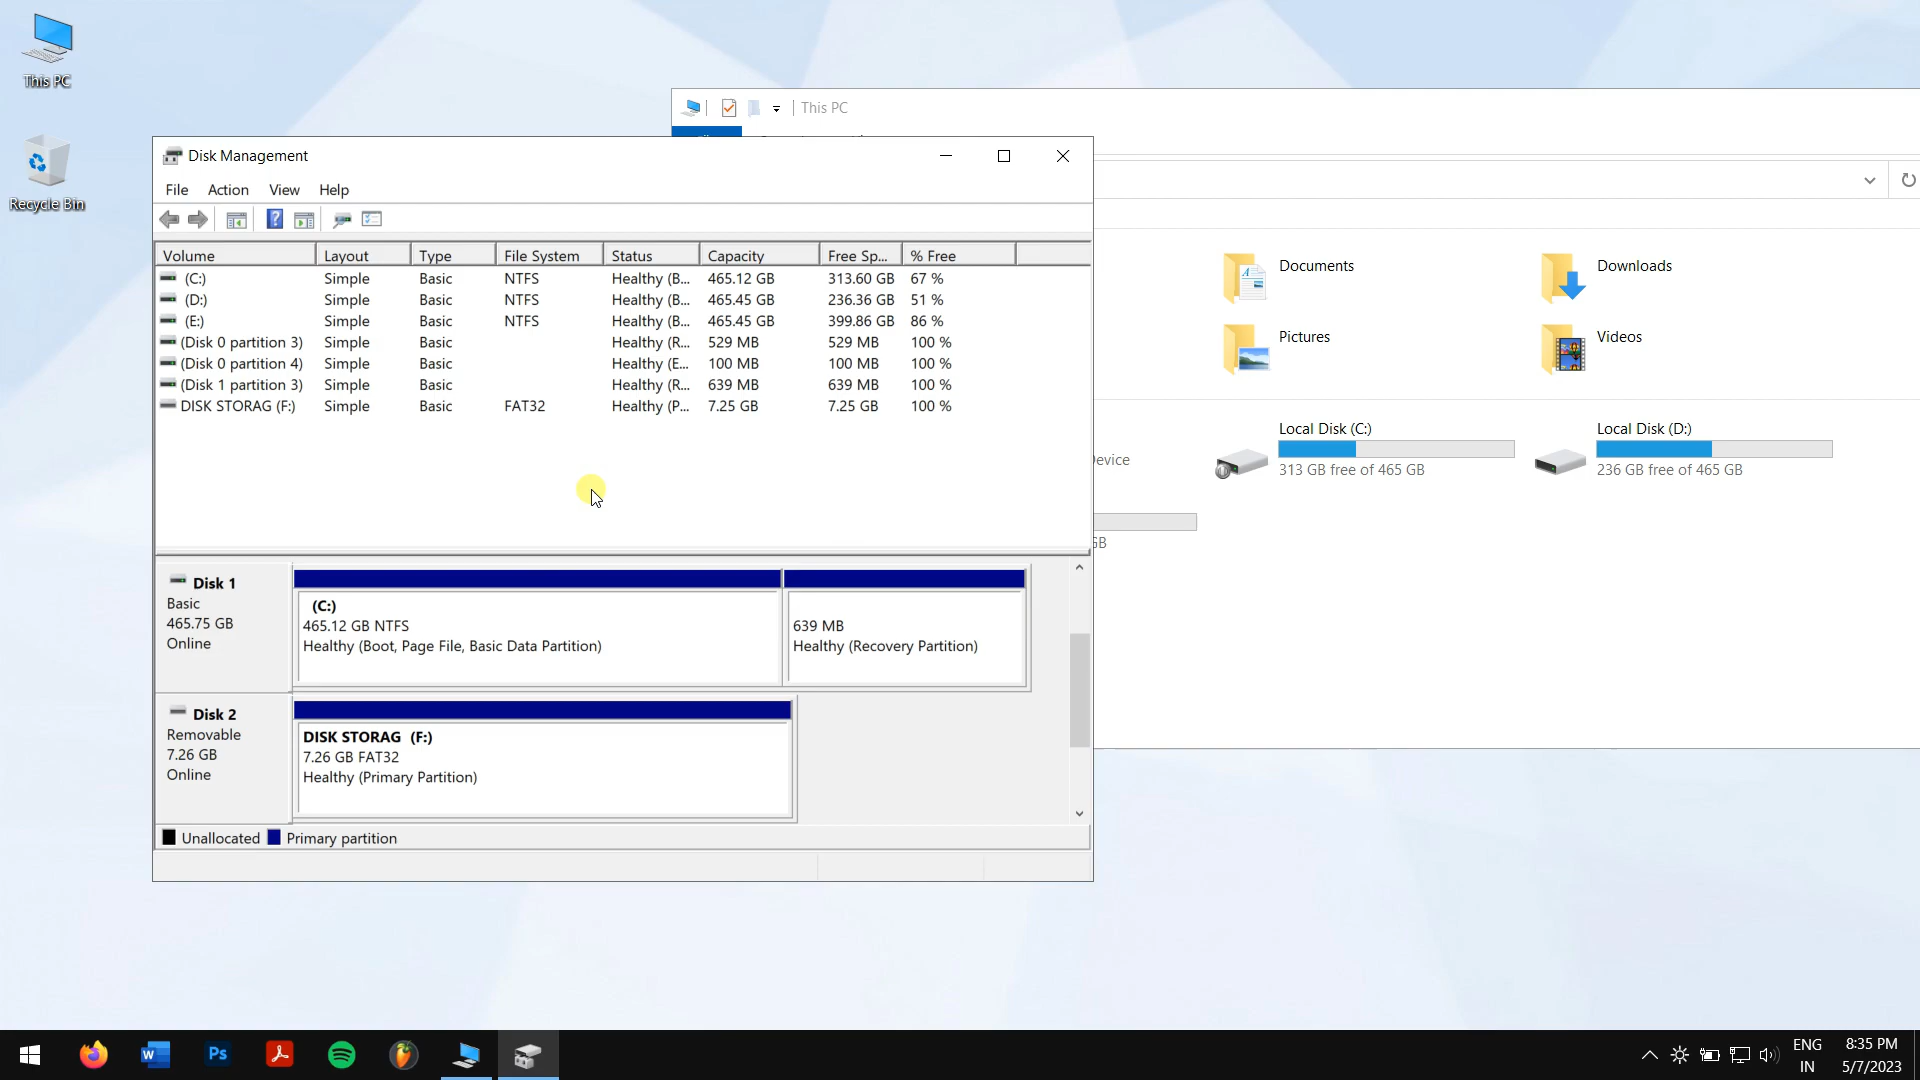 This PC
Recycle Bin
This PC
Disk Management
File Action View Help
Volume Layout Type File System Status Capacity Free Sp... % Free
(C:) Simple Basic NTFS Healthy (B... 465.12 GB 313.60 GB 67 %
(D:) Simple Basic NTFS Healthy (B... 465.45 GB 236.36 GB 51 %
(E:) Simple Basic NTFS Healthy (B... 465.45 GB 399.86 GB 86 %
(Disk 0 partition 3) Simple Basic Healthy (R... 529 MB 529 MB 100 %
(Disk 0 partition 4) Simple Basic Healthy (E... 100 MB 100 MB 100 %
(Disk 1 partition 3) Simple Basic Healthy (R... 639 MB 639 MB 100 %
DISK STORAG (F:) Simple Basic FAT32 Healthy (P... 7.25 GB 7.25 GB 100 %
Disk 1
Basic
465.75 GB
Online
(C:)
465.12 GB NTFS
Healthy (Boot, Page File, Basic Data Partition)
639 MB
Healthy (Recovery Partition)
Disk 2
Removable
7.26 GB
Online
DISK STORAG (F:)
7.26 GB FAT32
Healthy (Primary Partition)
Unallocated Primary partition
Documents
Downloads
Pictures
Videos
Local Disk (C:)
313 GB free of 465 GB
Local Disk (D:)
236 GB free of 465 GB
ENG
IN
8:35 PM
5/7/2023